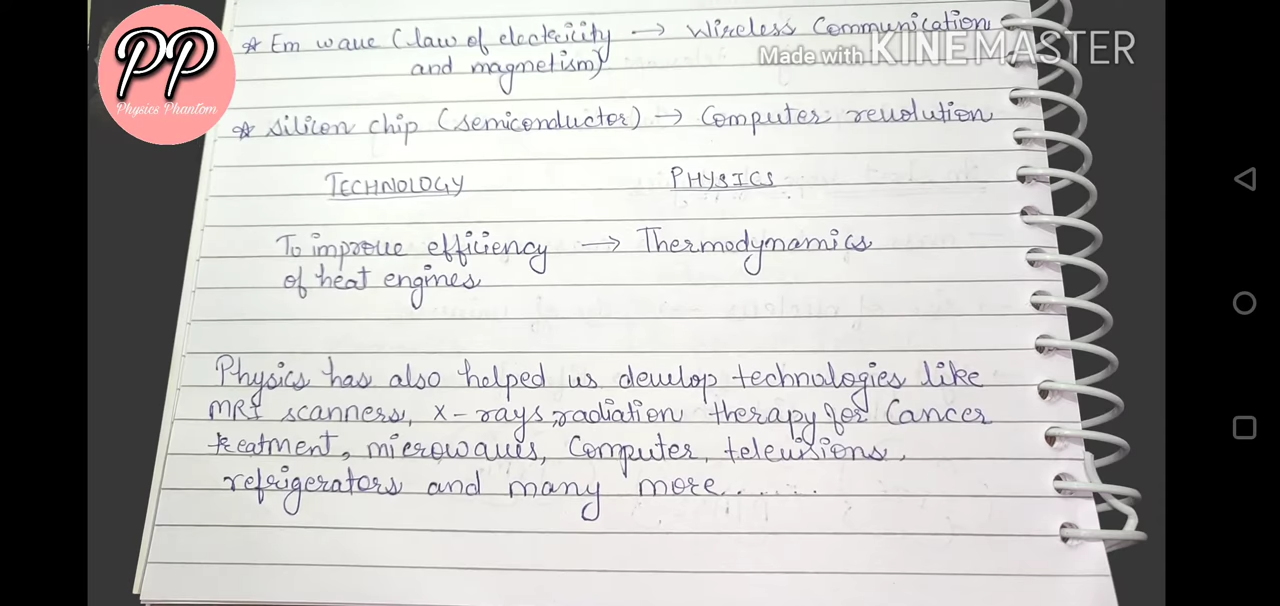 PP
Physics Phantom
Made with KINEMASTER
* Em wave (law of electricity → Wireless Communication
and magnetism)
* Silicon chip (semiconductor) → Computer revolution
TECHNOLOGY PHYSICS
To improve efficiency → Thermodynamics
of heat engines
Physics has also helped us develop technologies like
MRI scanners, X-rays, radiation therapy for Cancer
treatment, microwaves, Computer, televisions,
refrigerators and many more......